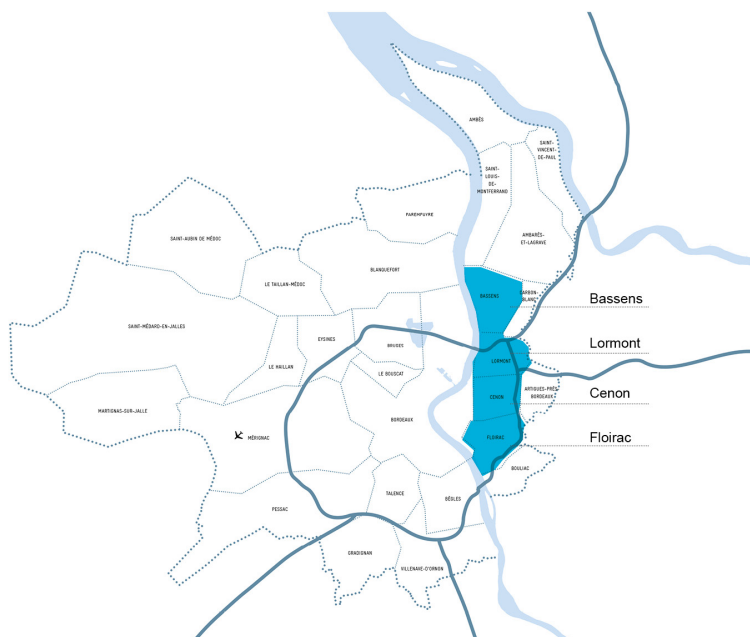 AMBÈS
SAINT-
VINCENT-
DE-PAUL
SAINT-
LOUIS-
DE-
MONTFERRAND
PAREMPUYRE
AMBARÈS-
ET-LAGRAVE
SAINT-AUBIN DE MÉDOC
BLANQUEFORT
LE TAILLAN-MÉDOC
BASSENS
CARBON-
BLANC
Bassens
SAINT-MÉDARD-EN-JALLES
EYSINES
BRUGES
Lormont
LORMONT
LE HAILLAN
LE BOUSCAT
CENON
ARTIGUES-PRÈS-
BORDEAUX
Cenon
MARTIGNAS-SUR-JALLE
BORDEAUX
MÉRIGNAC
FLOIRAC
Floirac
BOULIAC
TALENCE
BÈGLES
PESSAC
GRADIGNAN
VILLENAVE-D'ORNON